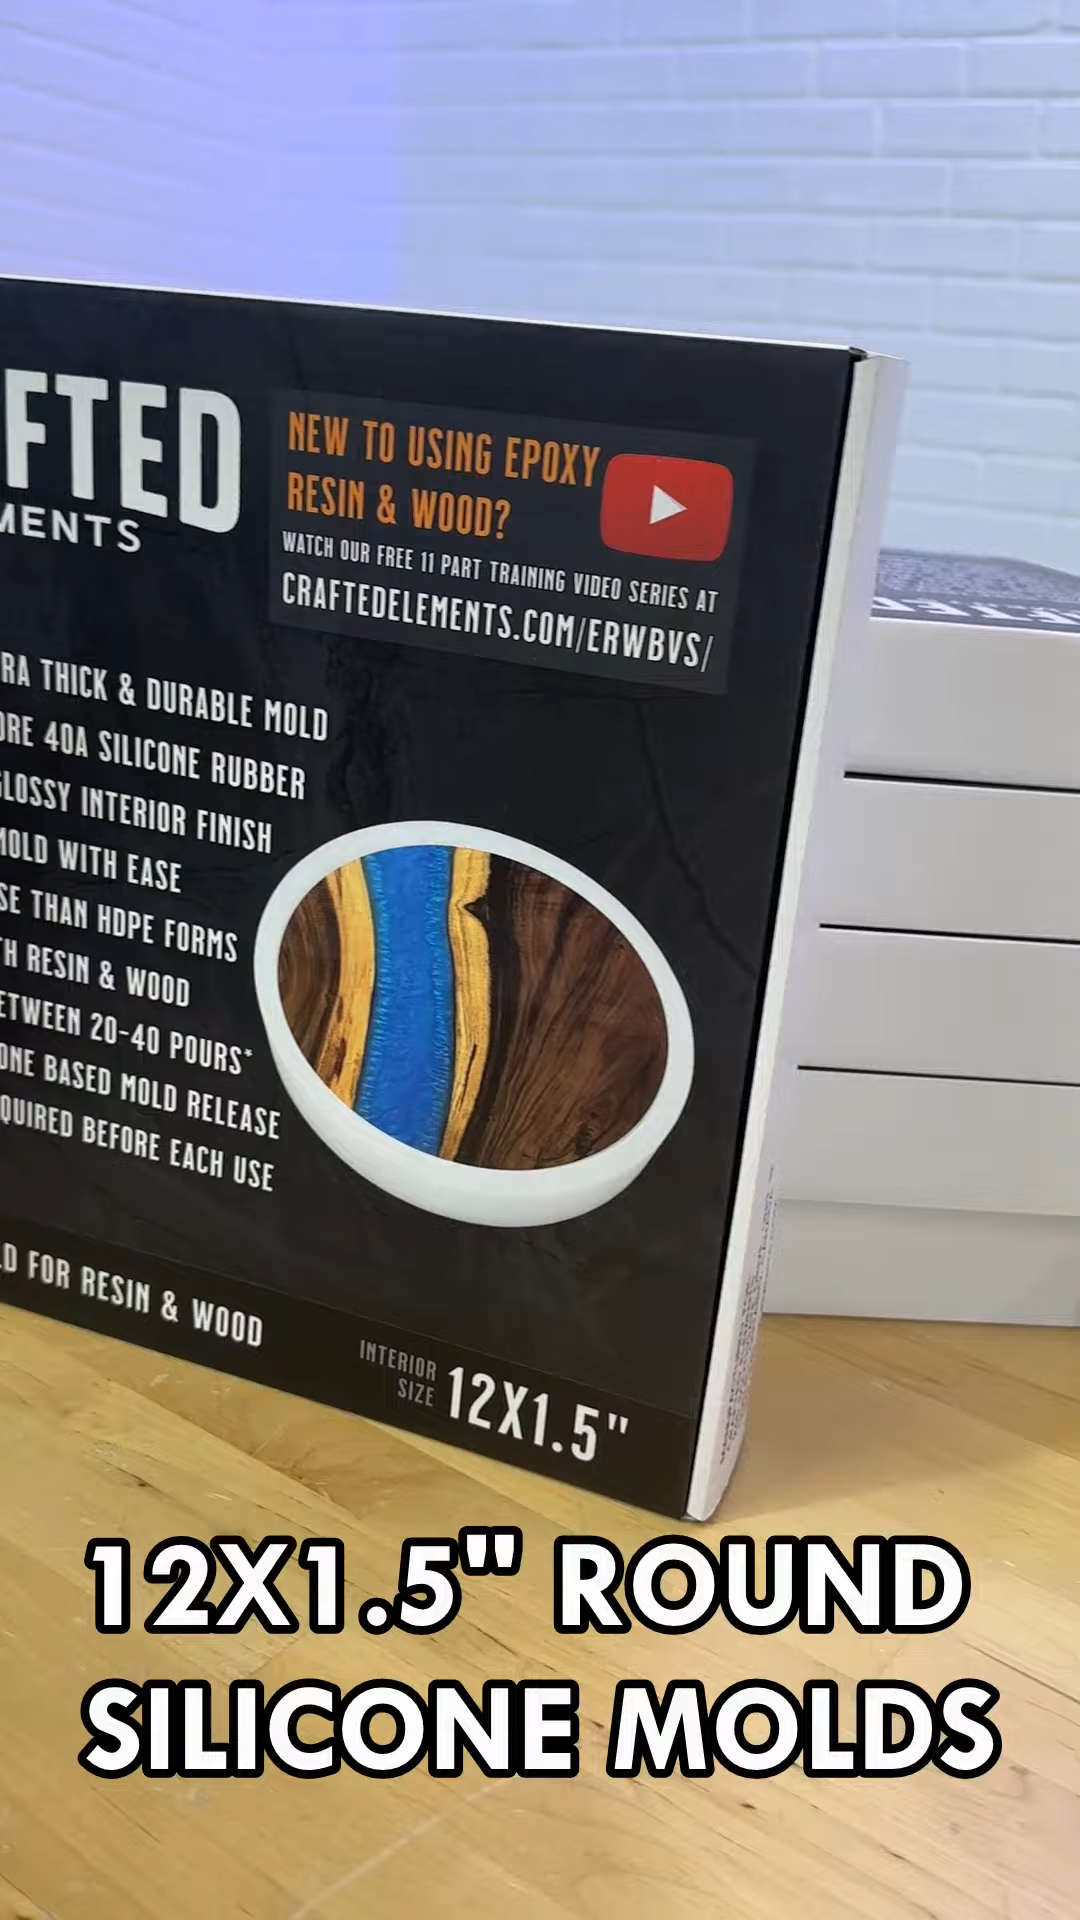 FTED
MENTS
NEW TO USING EPOXY
RESIN & WOOD?
WATCH OUR FREE 11 PART TRAINING VIDEO SERIES AT
CRAFTEDELEMENTS.COM/ERWBVS/
RA THICK & DURABLE MOLD
ORE 40A SILICONE RUBBER
GLOSSY INTERIOR FINISH
MOLD WITH EASE
SE THAN HDPE FORMS
TH RESIN & WOOD
ETWEEN 20-40 POURS*
ONE BASED MOLD RELEASE
QUIRED BEFORE EACH USE
LD FOR RESIN & WOOD
INTERIOR
SIZE
12X1.5"
12X1.5" ROUND
SILICONE MOLDS